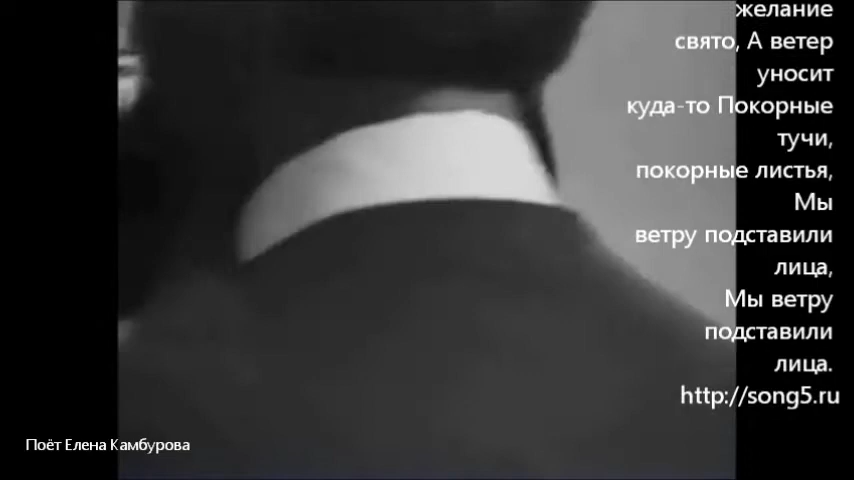 желание
свято, А ветер
уносит
куда-то Покорные
тучи,
покорные листья,
Мы
ветру подставили
лица,
Мы ветру
подставили
лица.
http://song5.ru
Поёт Елена Камбурова